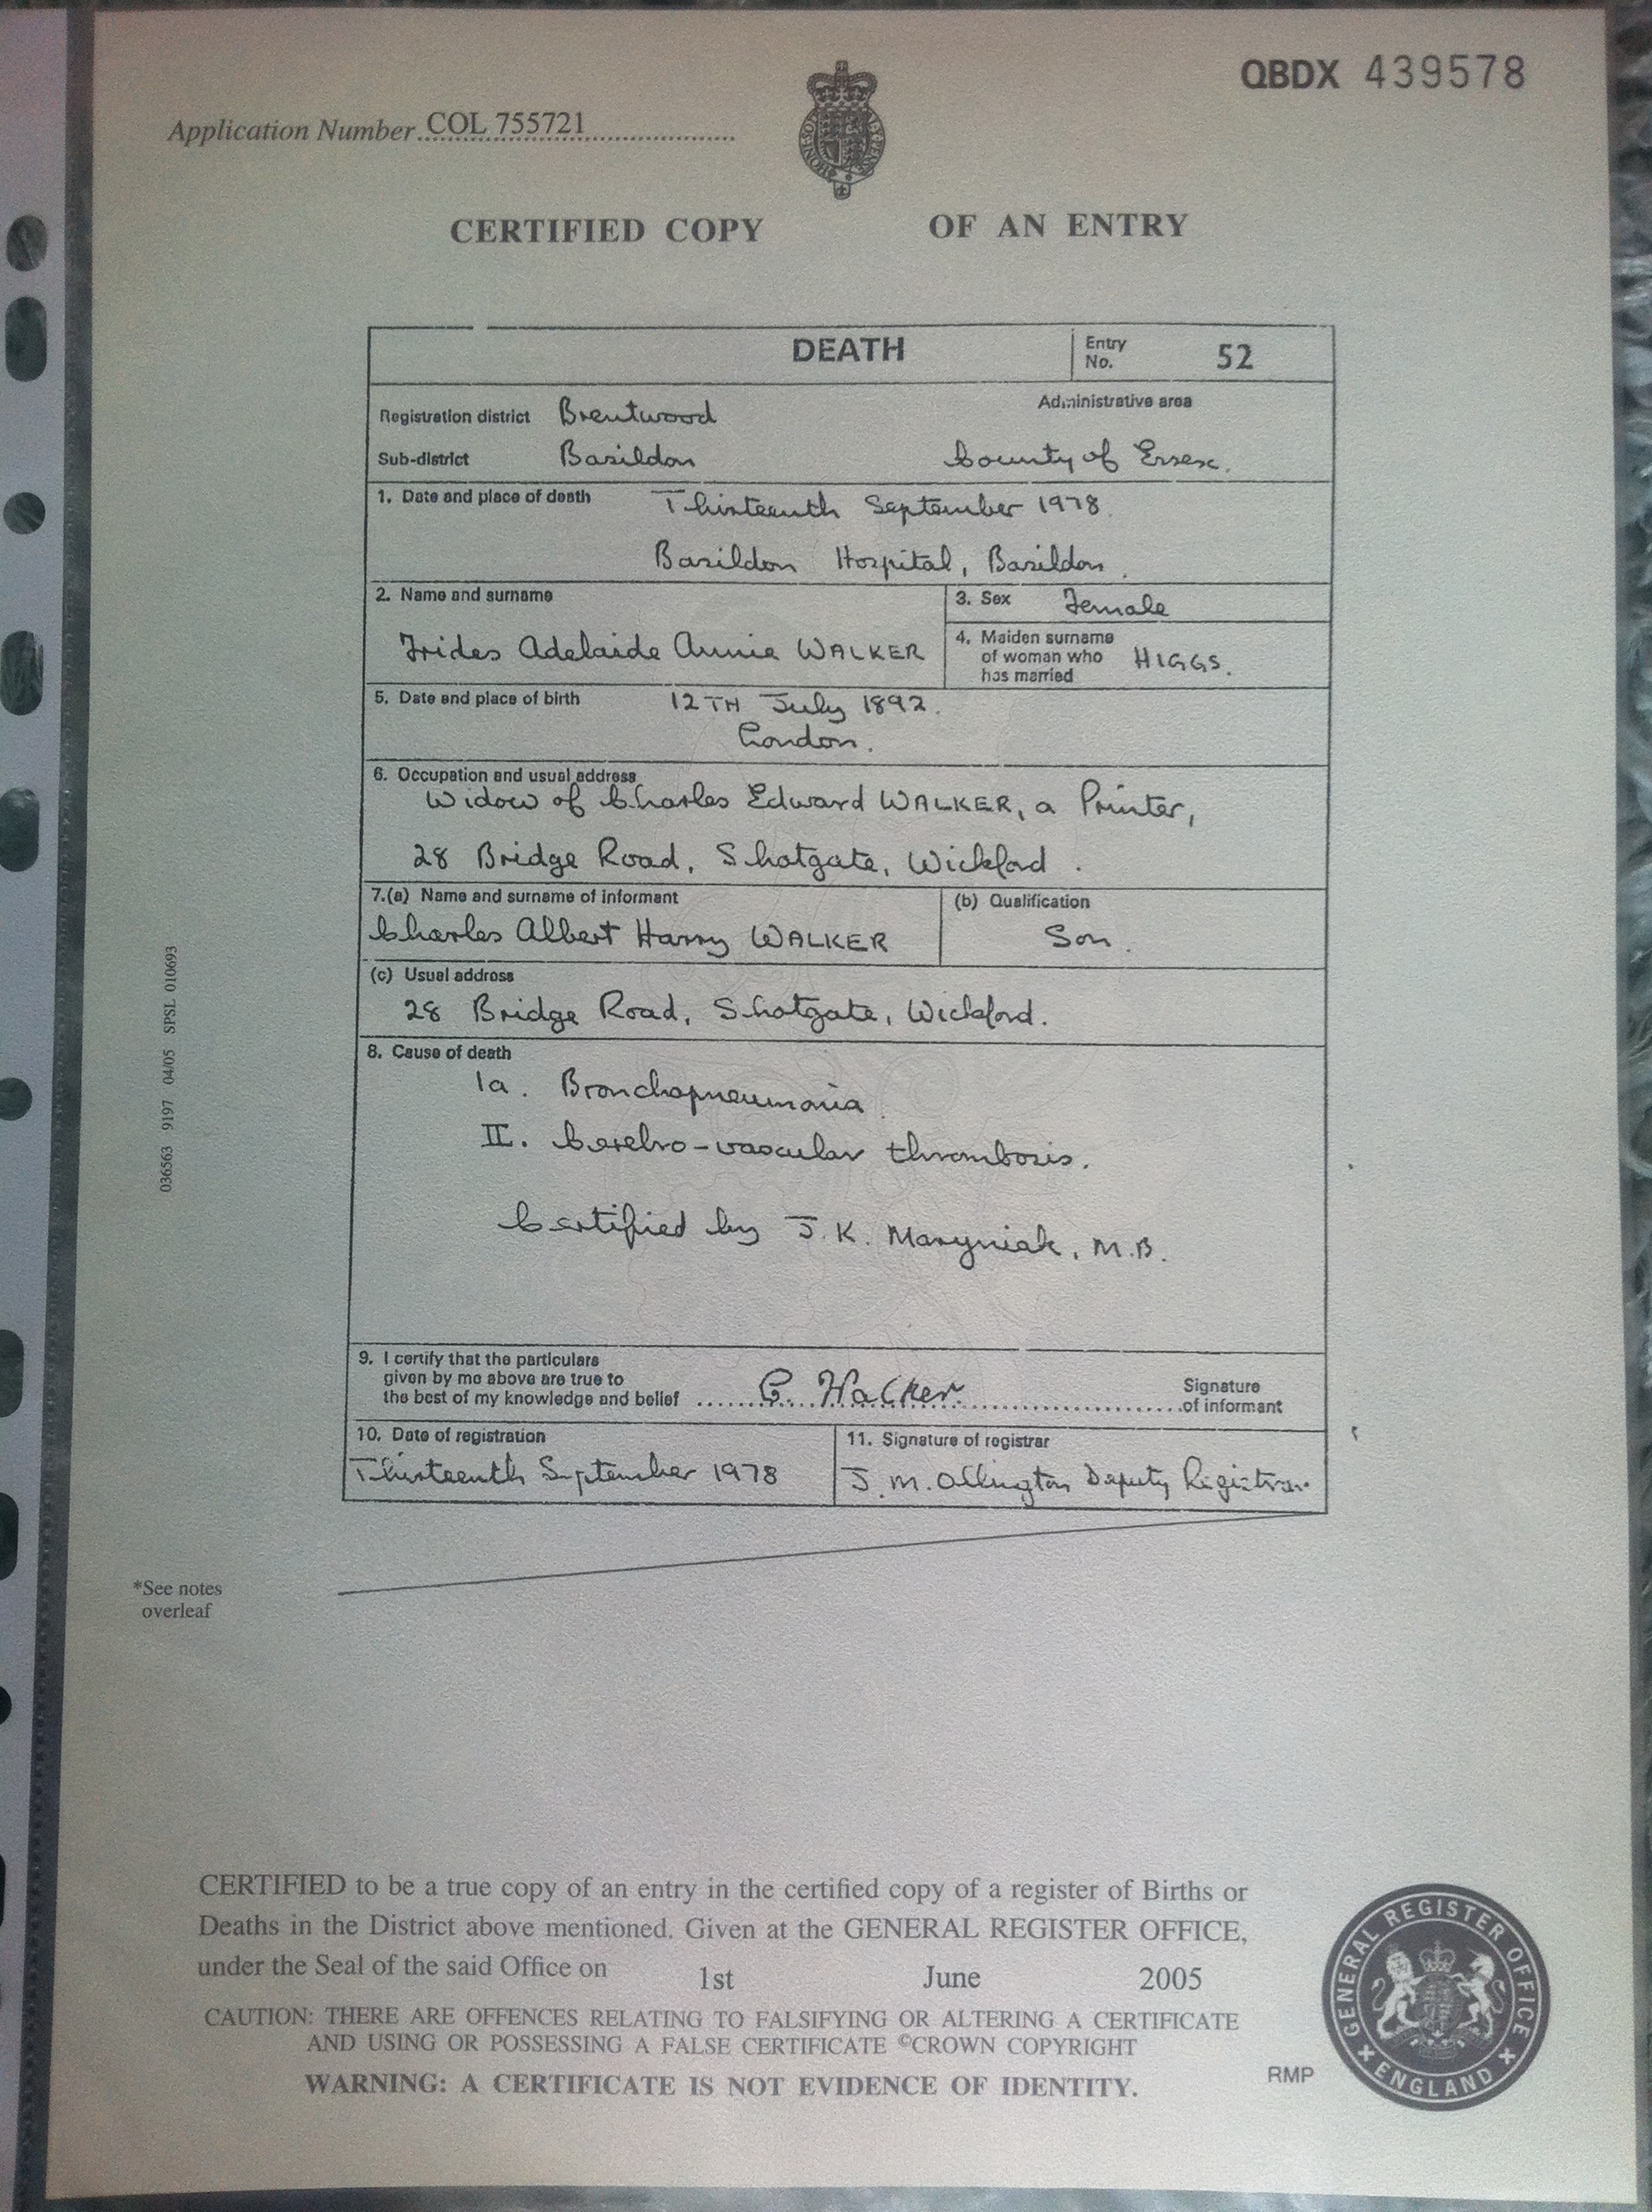 QBDX 439578
Application Number COL 755721
CERTIFIED COPY OF AN ENTRY
DEATH
Entry No. 52
Registration district Brentwood
Administrative area
Sub-district Basildon County of Essex.
1. Date and place of death Thirteenth September 1978.
Basildon Hospital, Basildon.
2. Name and surname
Irides Adelaide Annie WALKER
3. Sex Female
4. Maiden surname of woman who has married HIGGS.
5. Date and place of birth 12TH July 1892.
London.
6. Occupation and usual address
Widow of Charles Edward WALKER, a Printer,
28 Bridge Road, Shotgate, Wickford.
7.(a) Name and surname of informant
Charles Albert Harry WALKER
(b) Qualification
Son.
(c) Usual address
28 Bridge Road, Shotgate, Wickford.
8. Cause of death
1a. Bronchopneumonia.
II. Cerebro-vascular thrombosis.
Certified by J.K. Maryniak, M.B.
9. I certify that the particulars
given by me above are true to
the best of my knowledge and belief C. Walker. Signature of informant
10. Date of registration
Thirteenth September 1978
11. Signature of registrar
J.M. Ollington Deputy Registrar
*See notes
overleaf
036563 9197 04/05 SPSL 010693
CERTIFIED to be a true copy of an entry in the certified copy of a register of Births or
Deaths in the District above mentioned. Given at the GENERAL REGISTER OFFICE,
under the Seal of the said Office on 1st June 2005
CAUTION: THERE ARE OFFENCES RELATING TO FALSIFYING OR ALTERING A CERTIFICATE
AND USING OR POSSESSING A FALSE CERTIFICATE ©CROWN COPYRIGHT
WARNING: A CERTIFICATE IS NOT EVIDENCE OF IDENTITY.
RMP
GENERAL REGISTER OFFICE
ENGLAND